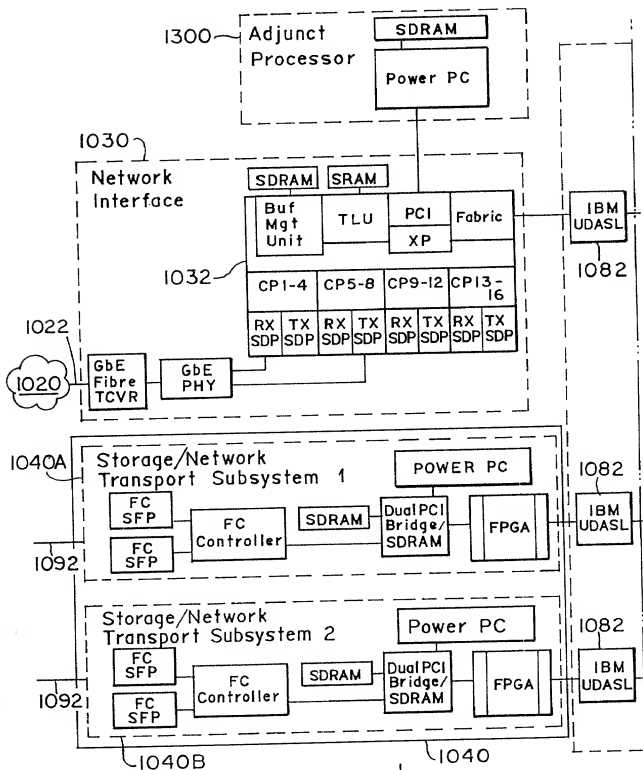 1300
Adjunct
Processor
SDRAM
Power PC
1030
Network
Interface
SDRAM
SRAM
Buf
Mgt
Unit
TLU
PCI
XP
Fabric
IBM
UDASL
1082
1032
CP1-4
CP5-8
CP9-12
CP13-
16
RX
SDP
TX
SDP
RX
SDP
TX
SDP
RX
SDP
TX
SDP
RX
SDP
TX
SDP
1022
1020
GbE
Fibre
TCVR
GbE
PHY
1040A
Storage/Network
Transport Subsystem 1
POWER PC
1082
FC
SFP
FC
SFP
FC
Controller
SDRAM
Dual PCI
Bridge/
SDRAM
FPGA
IBM
UDASL
1092
Storage/Network
Transport Subsystem 2
Power PC
1082
FC
SFP
FC
SFP
FC
Controller
SDRAM
Dual PCI
Bridge/
SDRAM
FPGA
IBM
UDASL
1092
1040B
1040